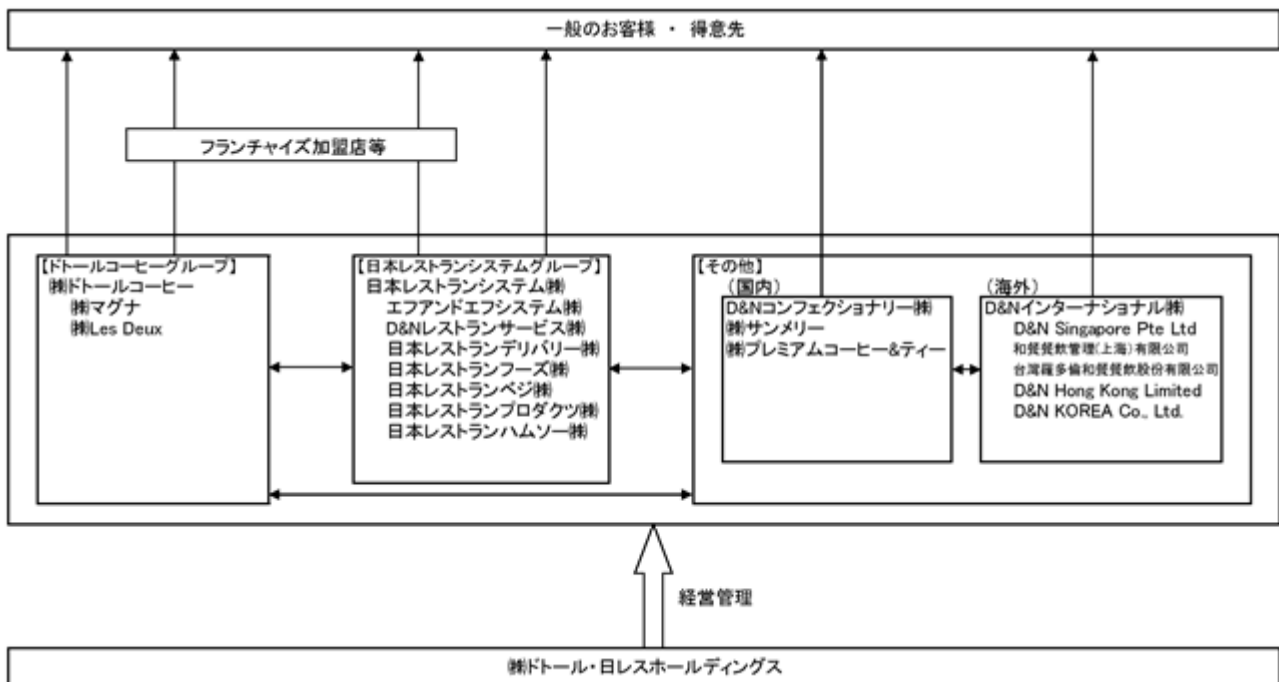 一般のお客様 ・ 得意先
フランチャイズ加盟店等
【ドトールコーヒーグループ】
㈱ドトールコーヒー
㈱マグナ
㈱Les Deux
【日本レストランシステムグループ】
日本レストランシステム㈱
エフアンドエフシステム㈱
D&Nレストランサービス㈱
日本レストランデリバリー㈱
日本レストランフーズ㈱
日本レストランベジ㈱
日本レストランプロダクツ㈱
日本レストランハムソー㈱
【その他】
(国内)
D&Nコンフェクショナリー㈱
㈱サンメリー
㈱プレミアムコーヒー&ティー
(海外)
D&Nインターナショナル㈱
D&N Singapore Pte Ltd
和餐餐飲管理(上海)有限公司
台灣羅多倫和餐餐飲股份有限公司
D&N Hong Kong Limited
D&N KOREA Co., Ltd.
経営管理
㈱ドトール・日レスホールディングス